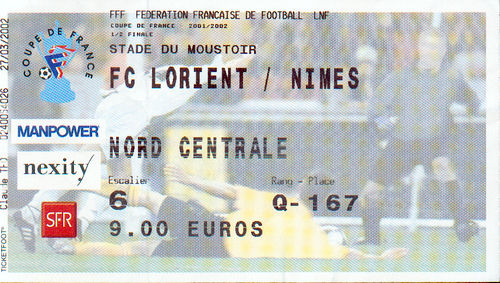 FFF FEDERATION FRANCAISE DE FOOTBALL LNF
COUPE DE FRANCE 2001/2002
1/2 FINALE
STADE DU MOUSTOIR
FC LORIENT / NIMES
NORD CENTRALE
Escalier
Rang - Place
6
Q-167
9.00 EUROS
COUPE DE FRANCE
F
MANPOWER
nexity
SFR
27/03/2002
TICKETFOOT